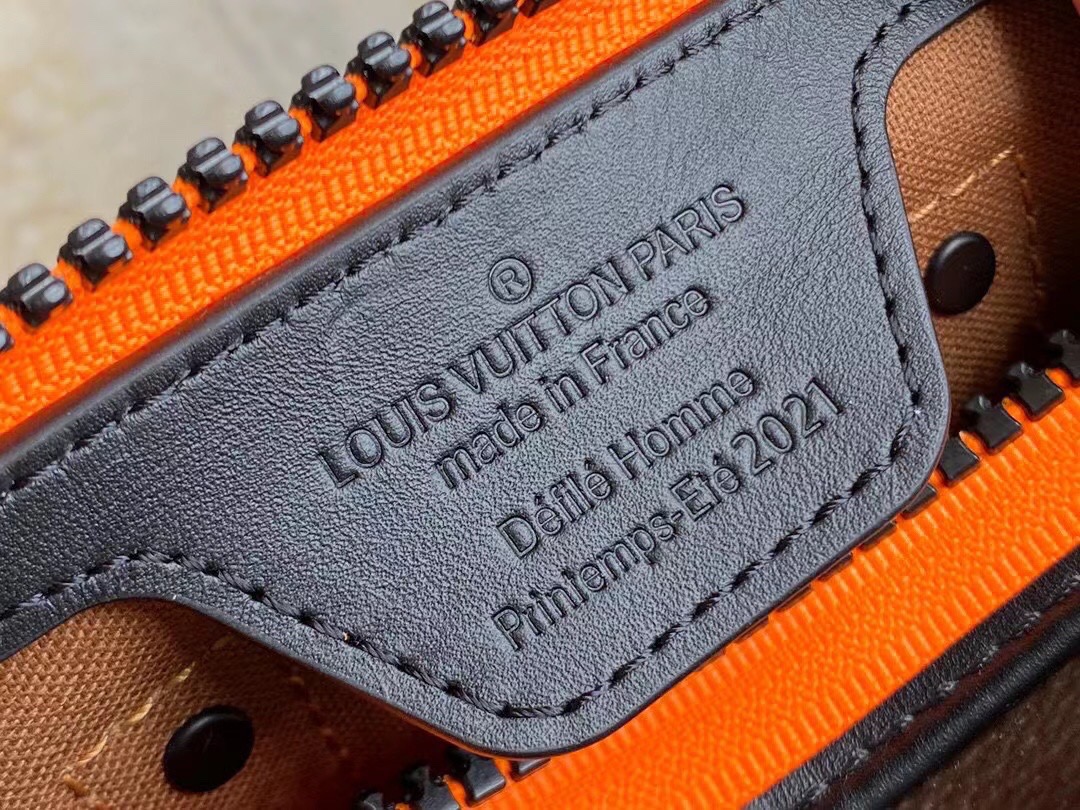 ®
LOUIS VUITTON PARIS
made in France
Défilé Homme
Printemps-Eté 2021